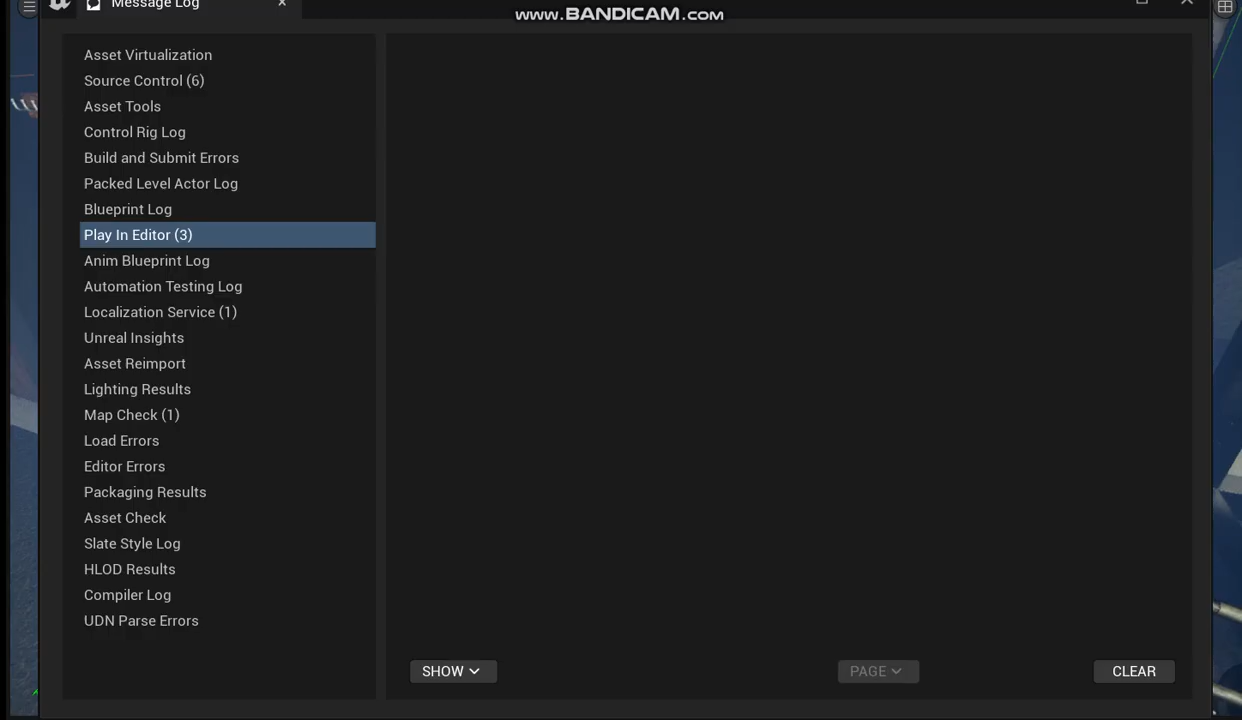 Message Log
www.BANDICAM.com
Asset Virtualization
Source Control (6)
Asset Tools
Control Rig Log
Build and Submit Errors
Packed Level Actor Log
Blueprint Log
Play In Editor (3)
Anim Blueprint Log
Automation Testing Log
Localization Service (1)
Unreal Insights
Asset Reimport
Lighting Results
Map Check (1)
Load Errors
Editor Errors
Packaging Results
Asset Check
Slate Style Log
HLOD Results
Compiler Log
UDN Parse Errors
SHOW
PAGE
CLEAR